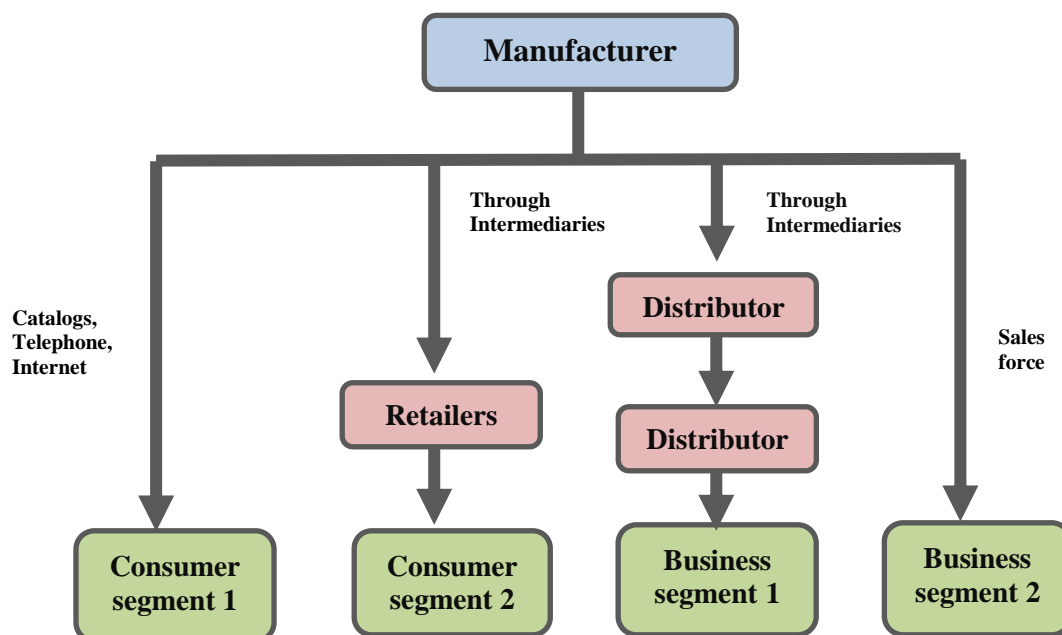 Manufacturer
Through
Intermediaries
Through
Intermediaries
Catalogs,
Telephone,
Internet
Distributor
Sales
force
Retailers
Distributor
Consumer
segment 1
Consumer
segment 2
Business
segment 1
Business
segment 2